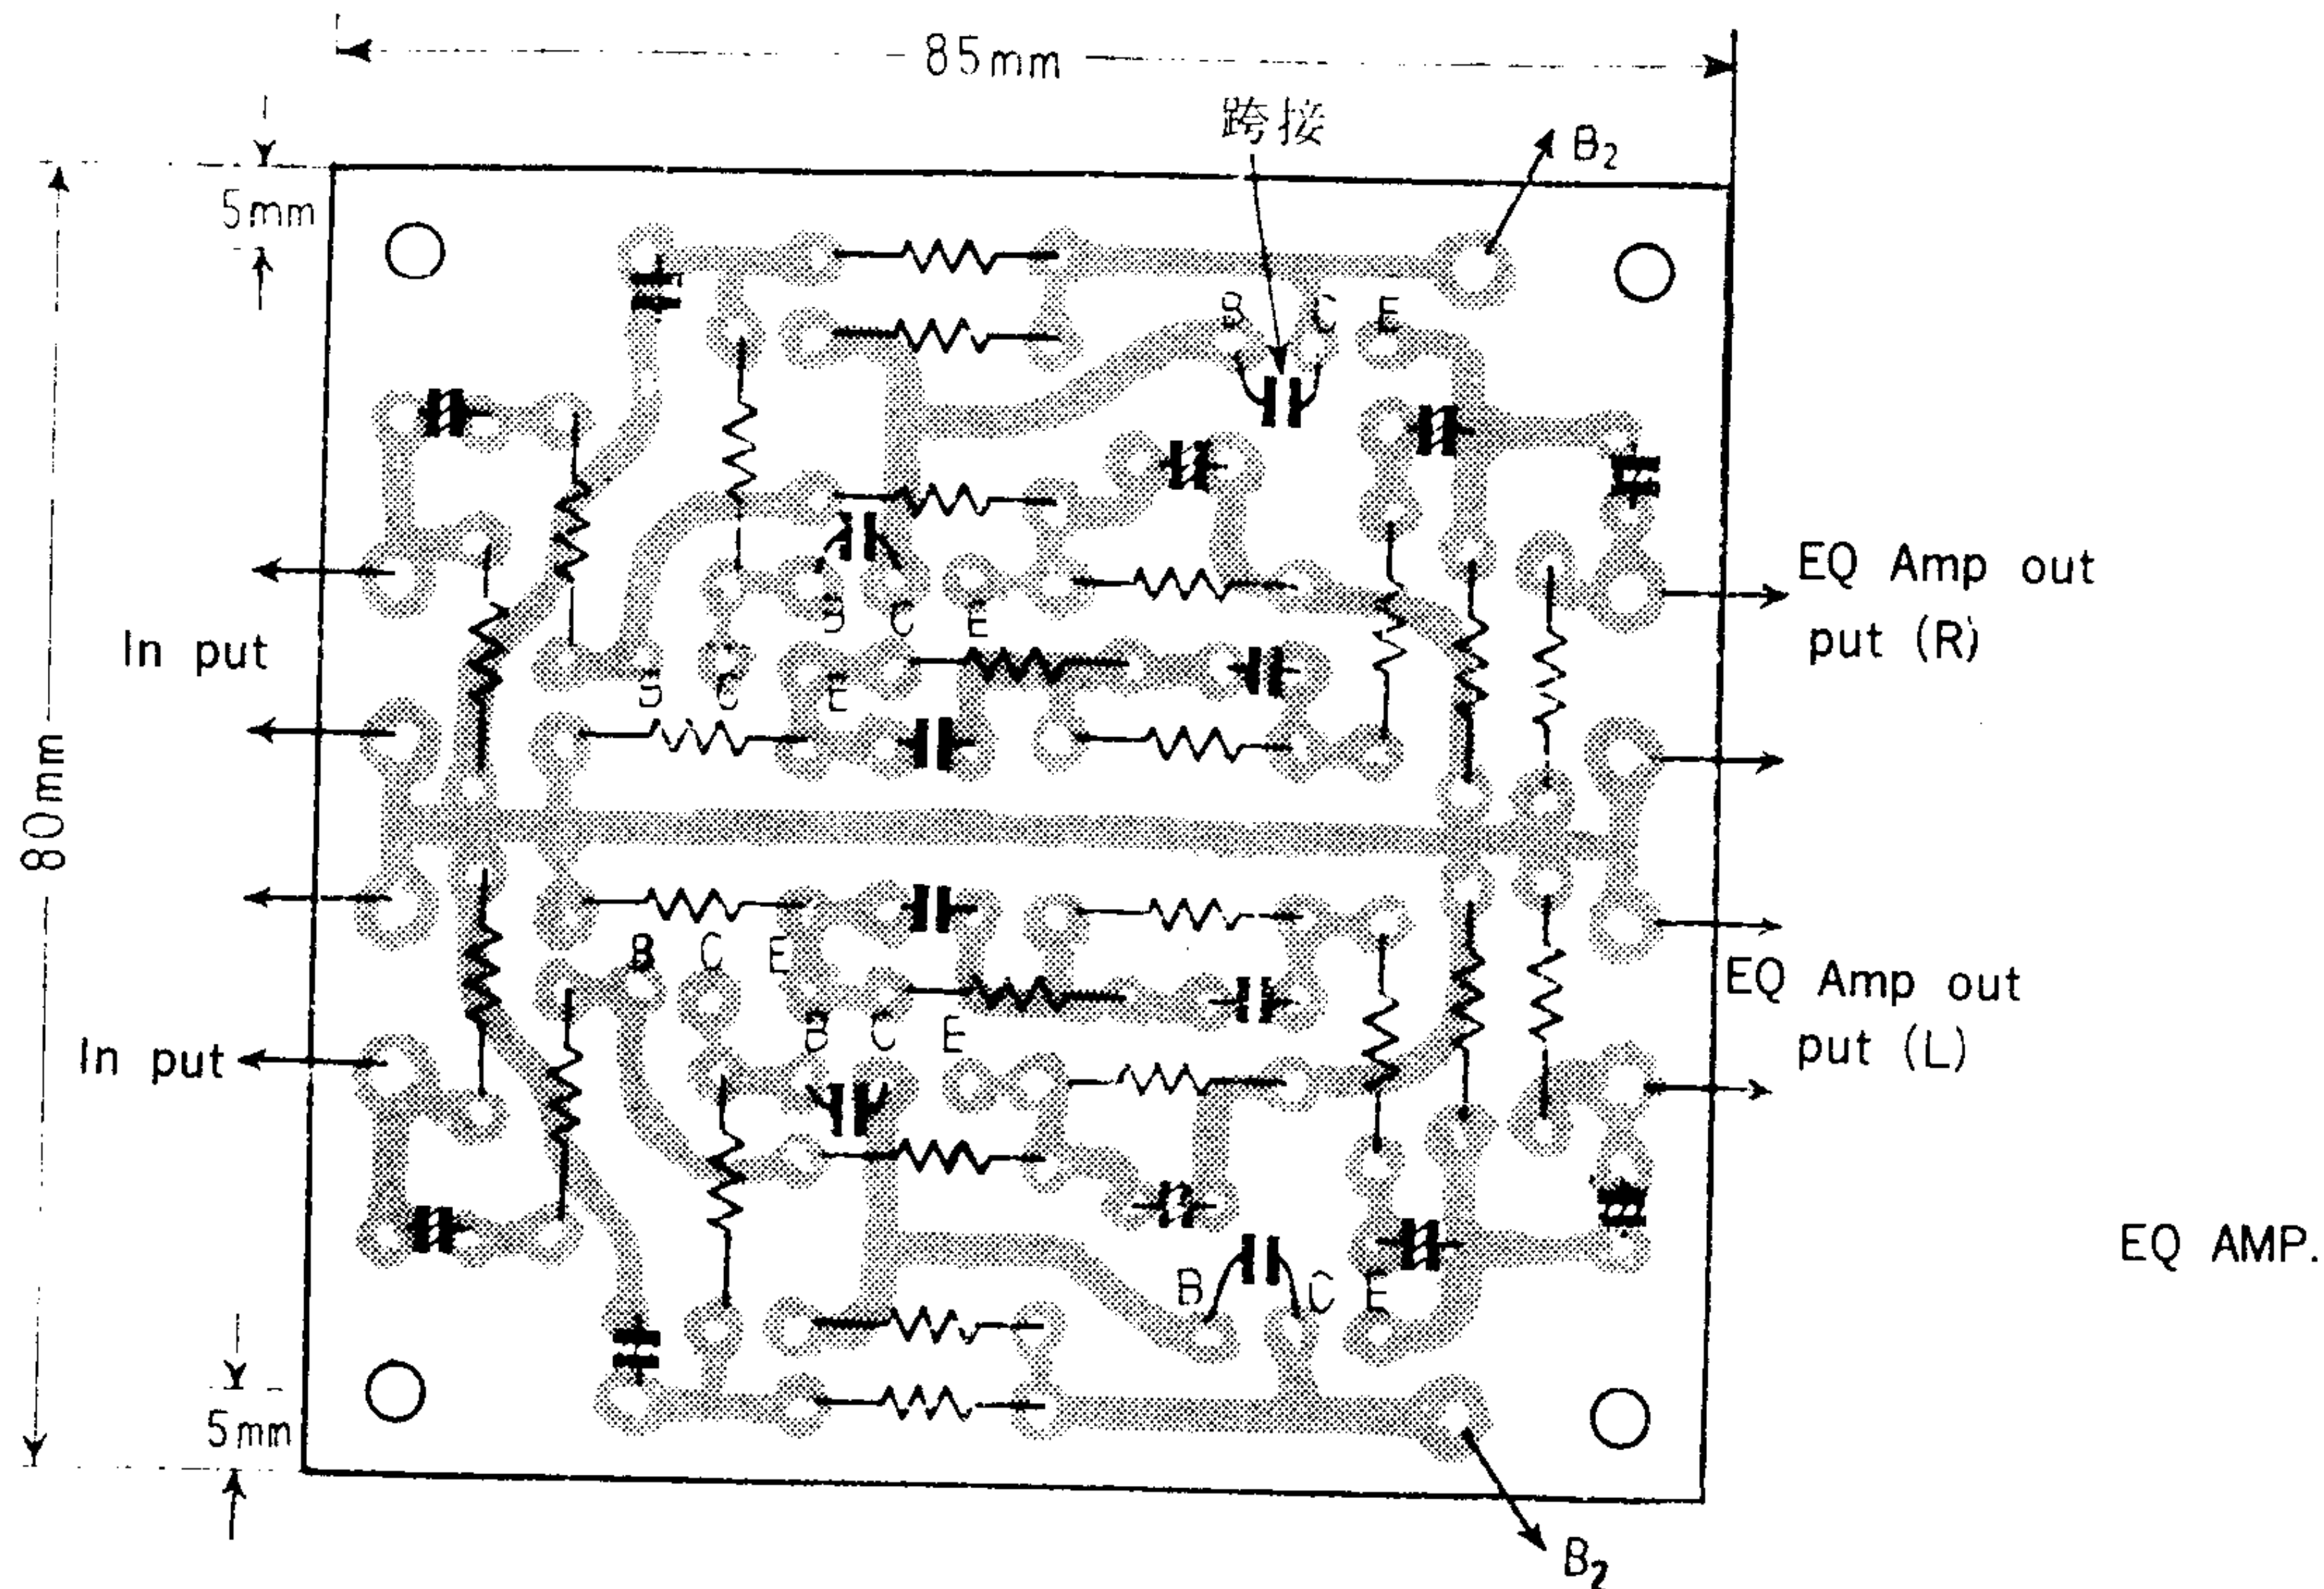 85mm
跨接
B₂
5mm
B C E
80mm
B C E
EQ Amp out
put (R)
In put
B C E
B C E
B C E
EQ Amp out
put (L)
In put
B C E
EQ AMP.
5mm
B₂